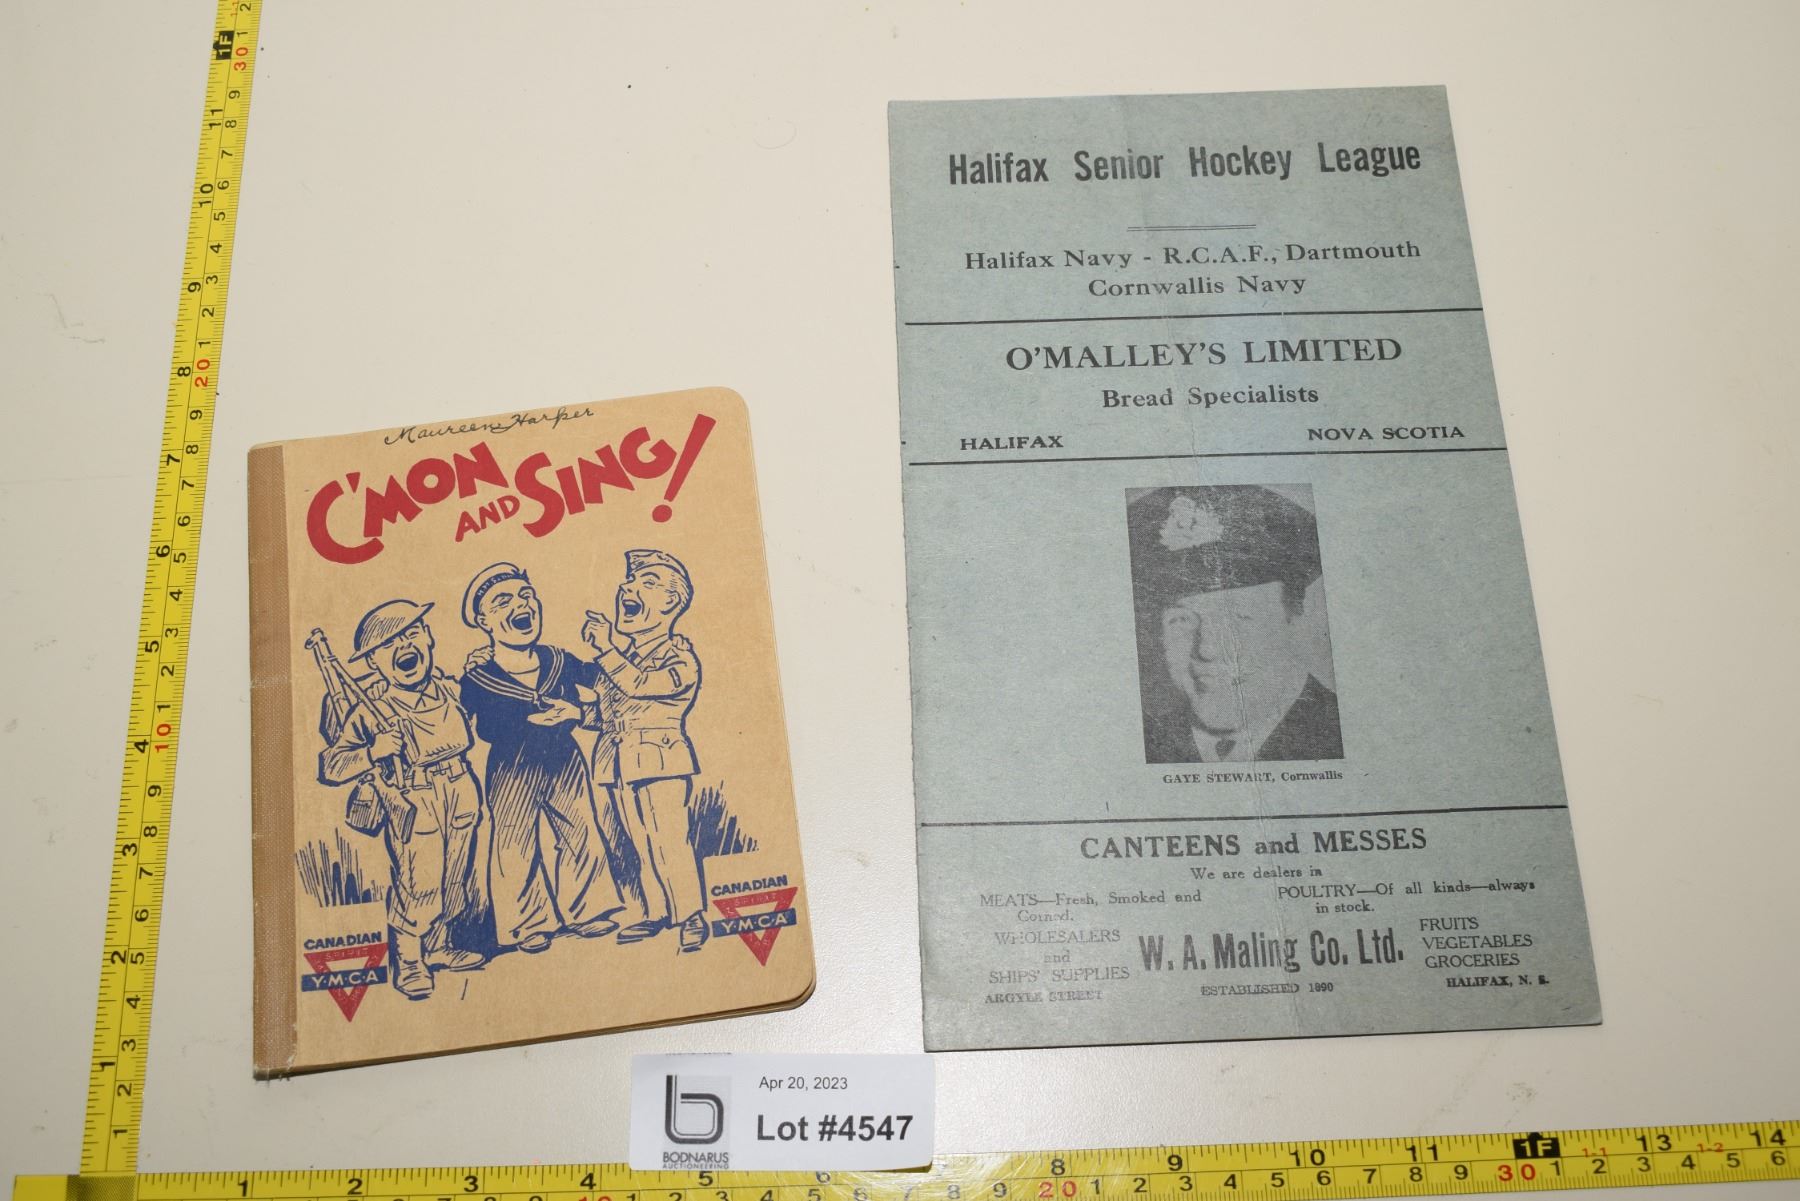 Maureen Harper
C'MON
AND SING!
CANADIAN
SPIRIT
Y·M·C·A
CANADIAN
SPIRIT
Y·M·C·A
Halifax Senior Hockey League
Halifax Navy - R.C.A.F., Dartmouth
Cornwallis Navy
O'MALLEY'S LIMITED
Bread Specialists
HALIFAX NOVA SCOTIA
GAYE STEWART, Cornwallis
CANTEENS and MESSES
We are dealers in
MEATS—Fresh, Smoked and
Corned.
POULTRY—Of all kinds—always
in stock.
WHOLESALERS
and
SHIPS' SUPPLIES
ARGYLE STREET
W. A. Maling Co. Ltd.
ESTABLISHED 1890
FRUITS
VEGETABLES
GROCERIES
HALIFAX, N. S.
Apr 20, 2023
Lot #4547
BODNARUS
AUCTIONEERING